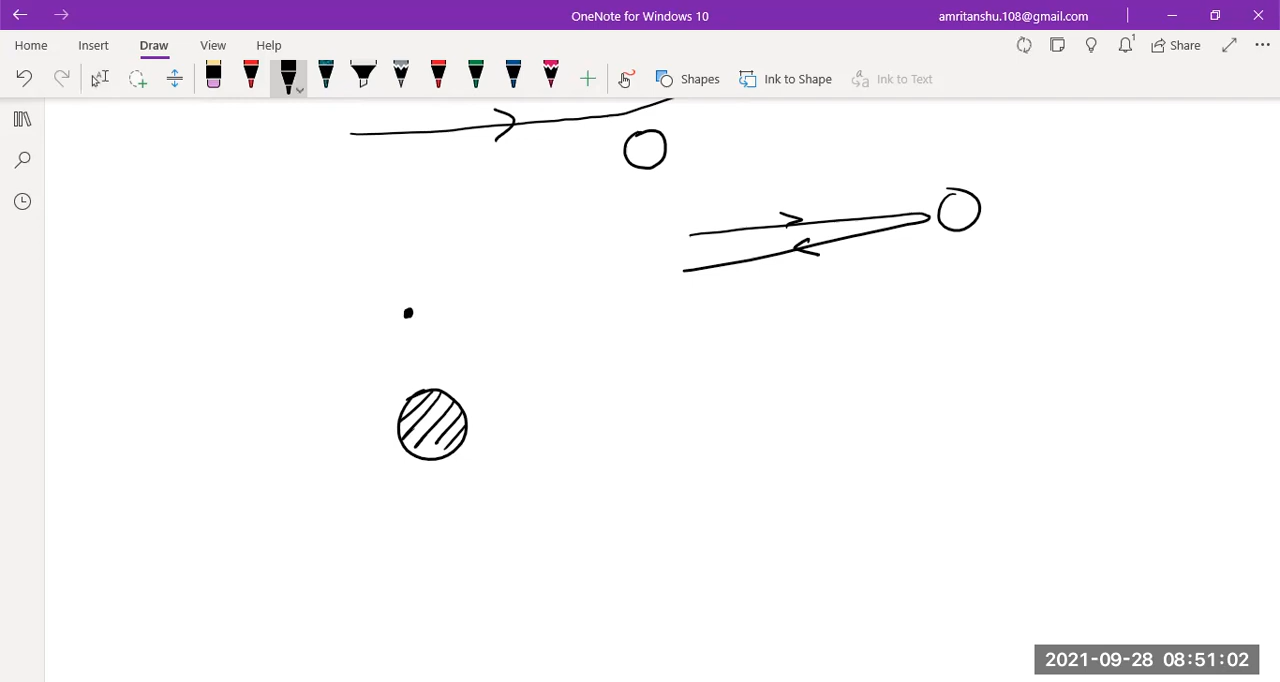 OneNote for Windows 10
amritanshu.108@gmail.com
Home Insert Draw View Help
1 Share
Shapes Ink to Shape Ink to Text
2021-09-28 08:51:02